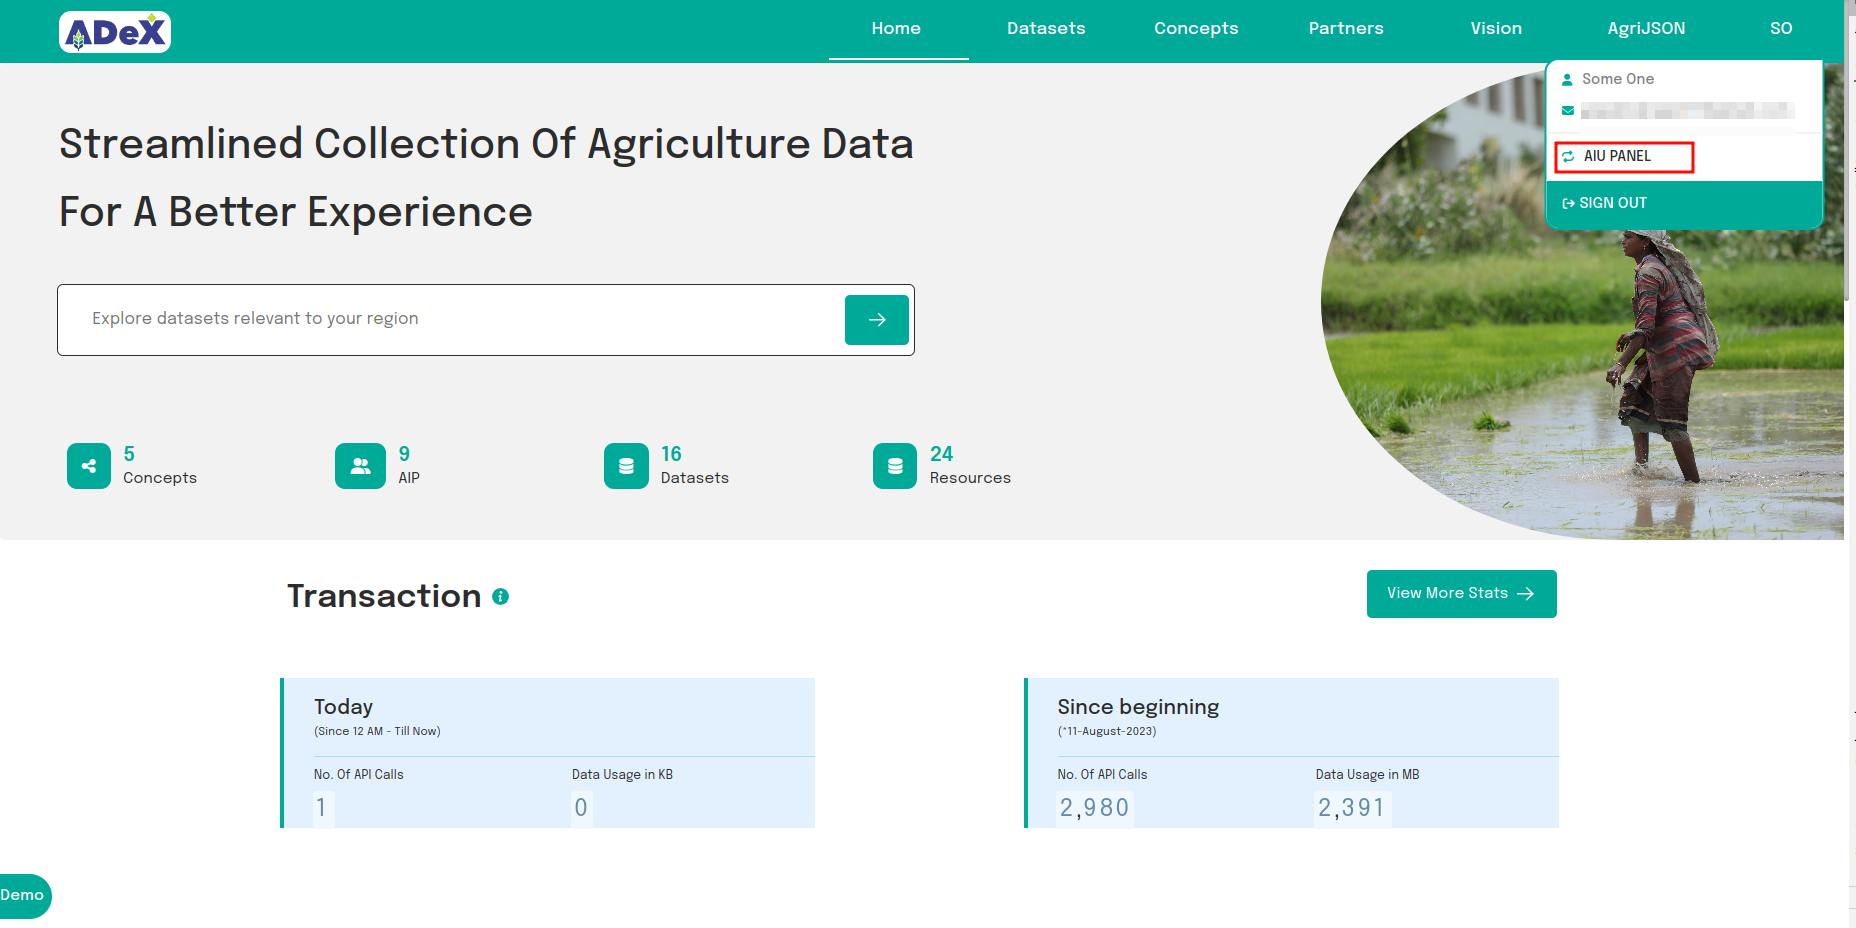 ADeX
Home Datasets Concepts Partners Vision AgriJSON SO
Some One
AIU PANEL
SIGN OUT
Streamlined Collection Of Agriculture Data
For A Better Experience
Explore datasets relevant to your region
5
Concepts
9
AIP
16
Datasets
24
Resources
Transaction
View More Stats
Today
(Since 12 AM - Till Now)
No. Of API Calls Data Usage in KB
1 0
Since beginning
(*11-August-2023)
No. Of API Calls Data Usage in MB
2,980 2,391
Demo